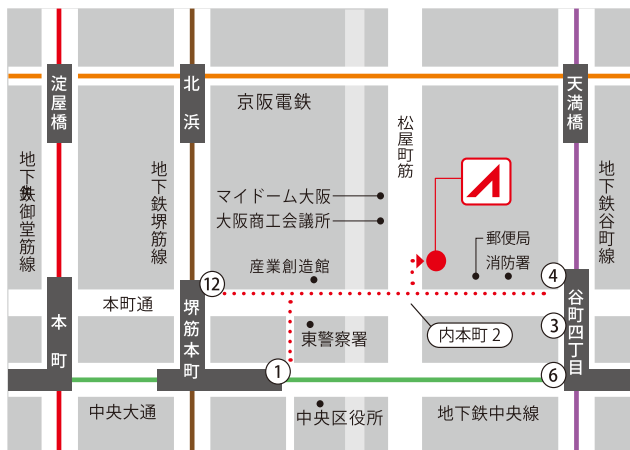 淀屋橋
北浜
天満橋
京阪電鉄
松屋町筋
地下鉄御堂筋線
地下鉄堺筋線
地下鉄谷町線
マイドーム大阪
大阪商工会議所
郵便局
消防署
産業創造館
12
4
本町通
本町
堺筋本町
谷町四丁目
3
内本町2
東警察署
1
6
中央大通
中央区役所
地下鉄中央線